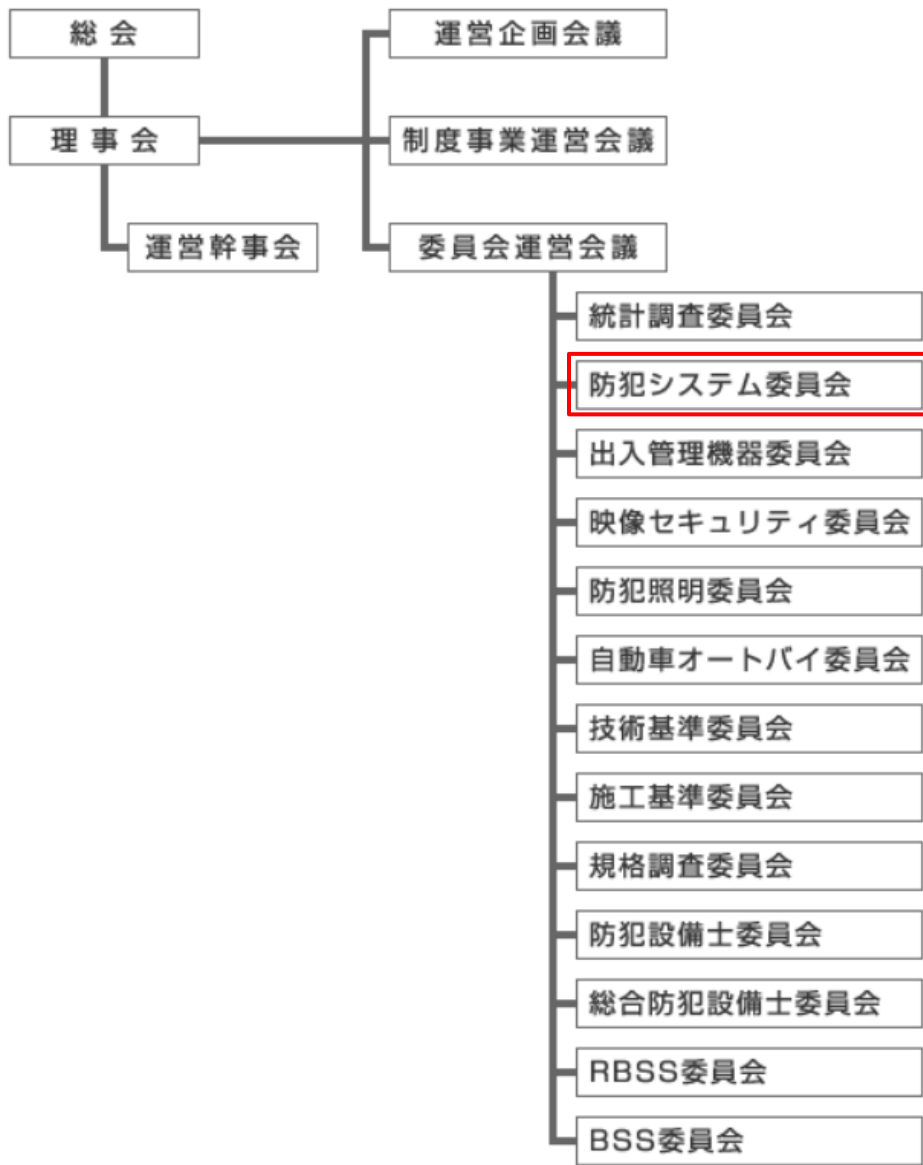 総会
運営企画会議
理事会
制度事業運営会議
運営幹事会
委員会運営会議
統計調査委員会
防犯システム委員会
出入管理機器委員会
映像セキュリティ委員会
防犯照明委員会
自動車オートバイ委員会
技術基準委員会
施工基準委員会
規格調査委員会
防犯設備士委員会
総合防犯設備士委員会
RBSS委員会
BSS委員会